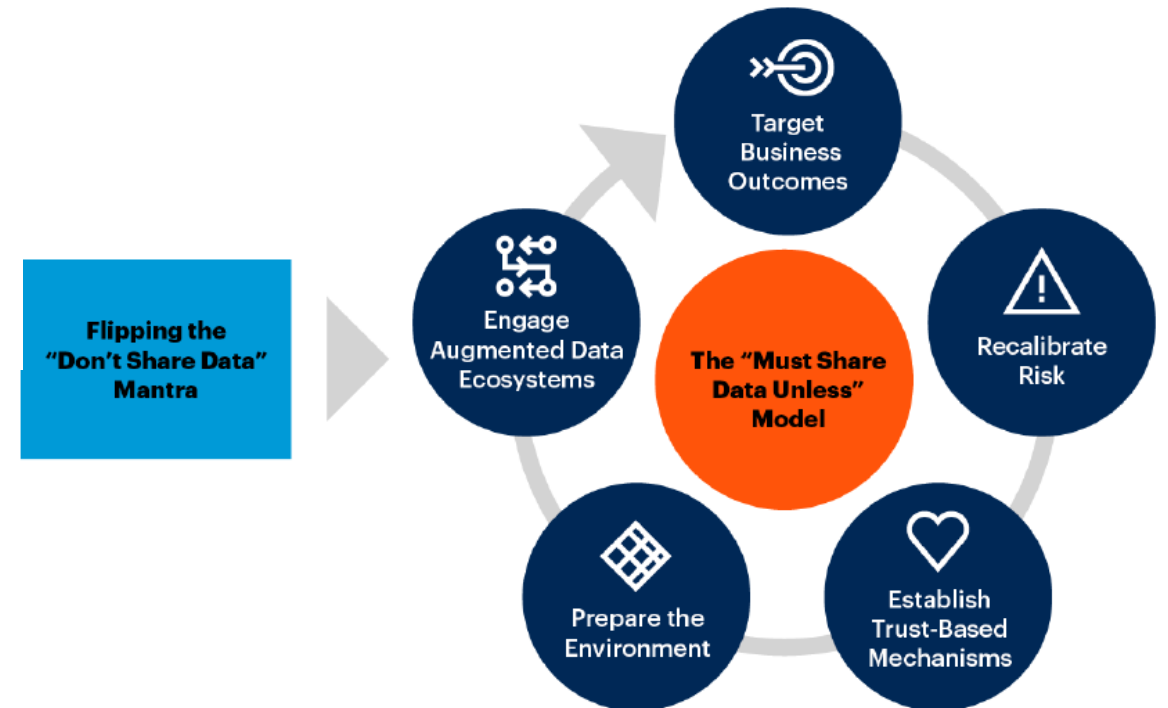 Flipping the
“Don’t Share Data”
Mantra
Target
Business
Outcomes
Recalibrate
Risk
Establish
Trust-Based
Mechanisms
Prepare the
Environment
Engage
Augmented Data
Ecosystems
The “Must Share
Data Unless”
Model